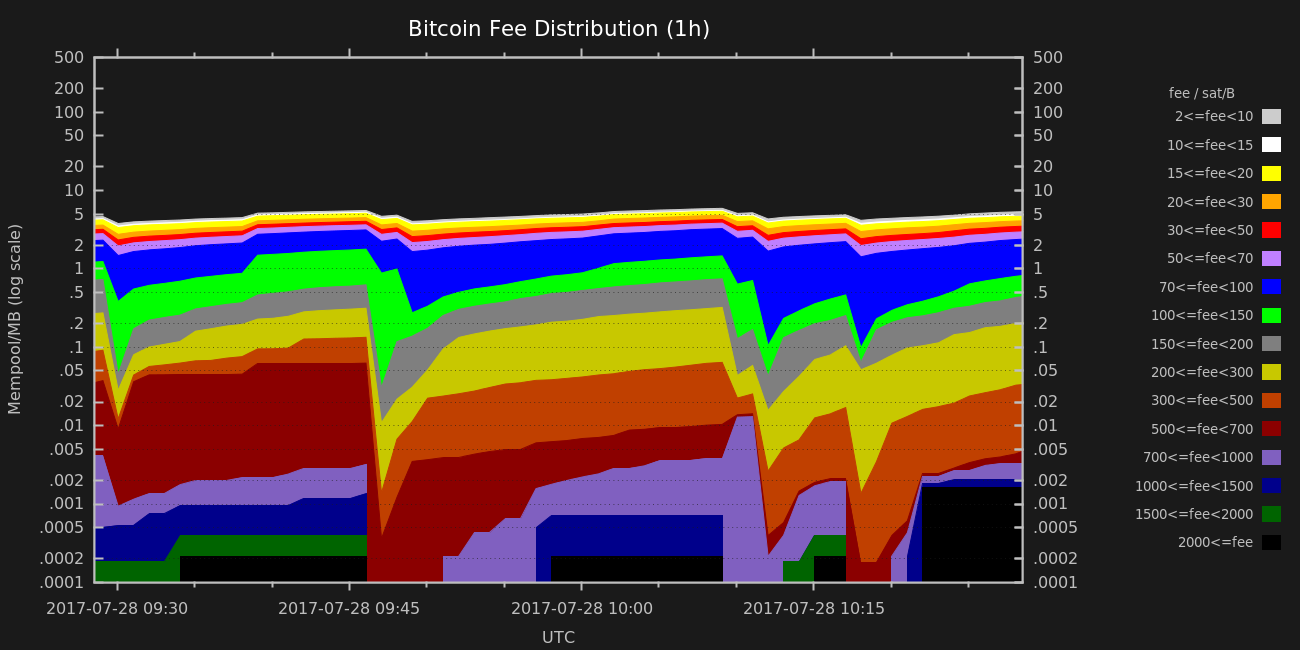 Bitcoin Fee Distribution (1h)
500
200
100
50
20
10
5
2
1
.5
.2
.1
.05
.02
.01
.005
.002
.001
.0005
.0002
.0001
Mempool/MB (log scale)
500
200
100
50
20
10
5
2
1
.5
.2
.1
.05
.02
.01
.005
.002
.001
.0005
.0002
.0001
2017-07-28 09:30 2017-07-28 09:45 2017-07-28 10:00 2017-07-28 10:15
UTC
fee / sat/B
2<=fee<10
10<=fee<15
15<=fee<20
20<=fee<30
30<=fee<50
50<=fee<70
70<=fee<100
100<=fee<150
150<=fee<200
200<=fee<300
300<=fee<500
500<=fee<700
700<=fee<1000
1000<=fee<1500
1500<=fee<2000
2000<=fee